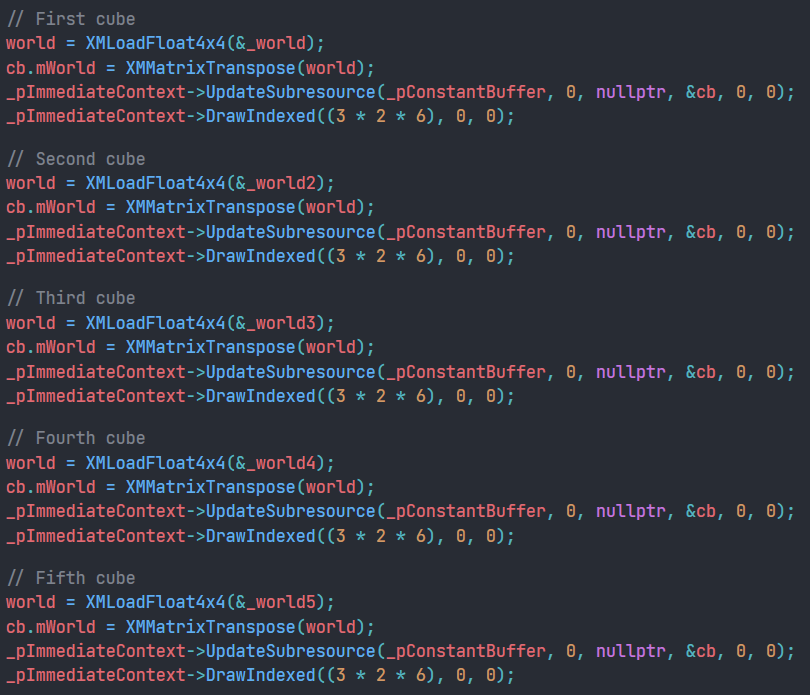 // First cube
world = XMLoadFloat4x4(&_world);
cb.mWorld = XMMatrixTranspose(world);
_pImmediateContext->UpdateSubresource(_pConstantBuffer, 0, nullptr, &cb, 0, 0);
_pImmediateContext->DrawIndexed((3 * 2 * 6), 0, 0);
// Second cube
world = XMLoadFloat4x4(&_world2);
cb.mWorld = XMMatrixTranspose(world);
_pImmediateContext->UpdateSubresource(_pConstantBuffer, 0, nullptr, &cb, 0, 0);
_pImmediateContext->DrawIndexed((3 * 2 * 6), 0, 0);
// Third cube
world = XMLoadFloat4x4(&_world3);
cb.mWorld = XMMatrixTranspose(world);
_pImmediateContext->UpdateSubresource(_pConstantBuffer, 0, nullptr, &cb, 0, 0);
_pImmediateContext->DrawIndexed((3 * 2 * 6), 0, 0);
// Fourth cube
world = XMLoadFloat4x4(&_world4);
cb.mWorld = XMMatrixTranspose(world);
_pImmediateContext->UpdateSubresource(_pConstantBuffer, 0, nullptr, &cb, 0, 0);
_pImmediateContext->DrawIndexed((3 * 2 * 6), 0, 0);
// Fifth cube
world = XMLoadFloat4x4(&_world5);
cb.mWorld = XMMatrixTranspose(world);
_pImmediateContext->UpdateSubresource(_pConstantBuffer, 0, nullptr, &cb, 0, 0);
_pImmediateContext->DrawIndexed((3 * 2 * 6), 0, 0);